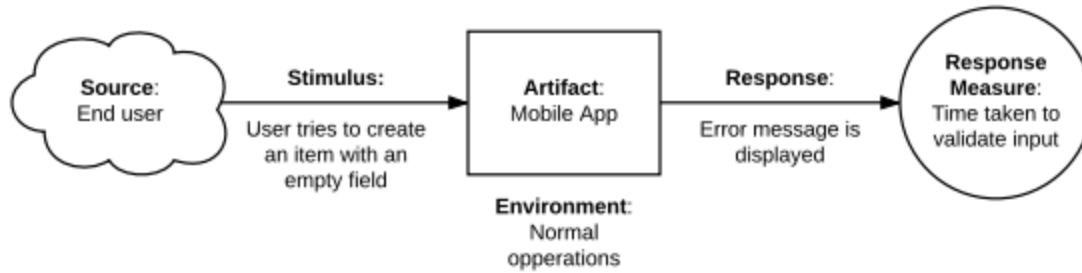 Source:
End user
Stimulus:
User tries to create
an item with an
empty field
Artifact:
Mobile App
Environment:
Normal
opperations
Response:
Error message is
displayed
Response
Measure:
Time taken to
validate input